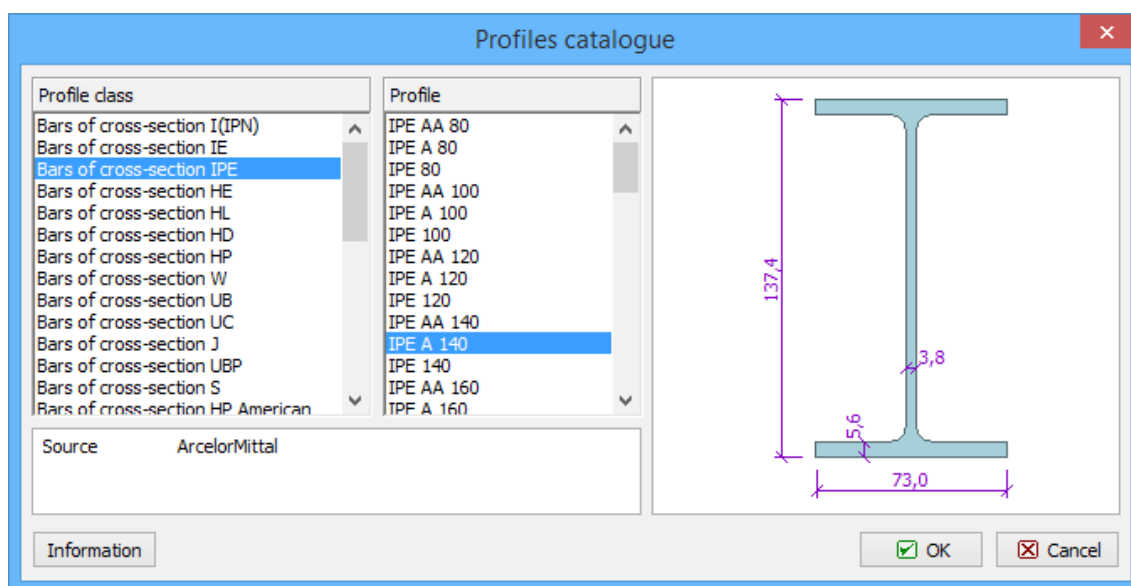 Profiles catalogue
Profile class
Bars of cross-section I(IPN)
Bars of cross-section IE
Bars of cross-section IPE
Bars of cross-section HE
Bars of cross-section HL
Bars of cross-section HD
Bars of cross-section HP
Bars of cross-section W
Bars of cross-section UB
Bars of cross-section UC
Bars of cross-section J
Bars of cross-section UBP
Bars of cross-section S
Bars of cross-section HP American
Profile
IPE AA 80
IPE A 80
IPE 80
IPE AA 100
IPE A 100
IPE 100
IPE AA 120
IPE A 120
IPE 120
IPE AA 140
IPE A 140
IPE 140
IPE AA 160
IPE A 160
137,4
3,8
5,6
73,0
Source ArcelorMittal
Information
OK
Cancel